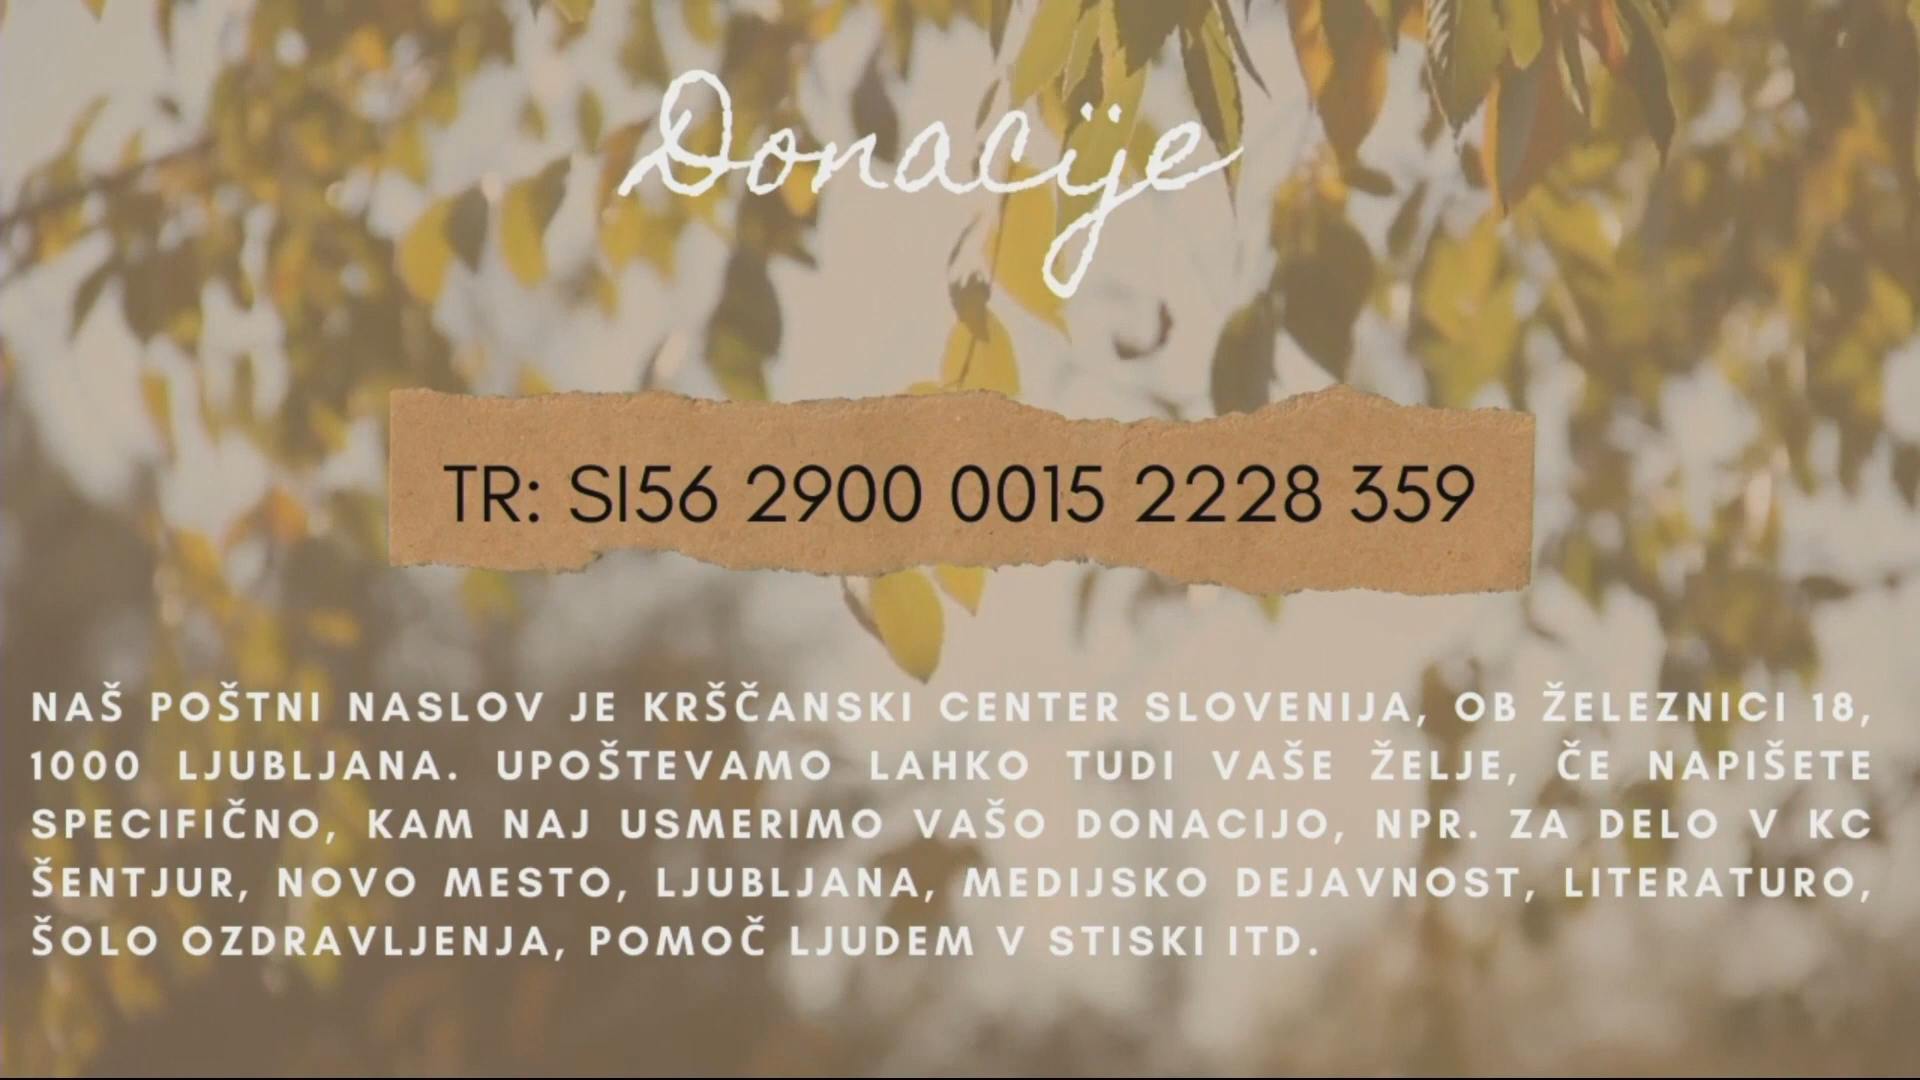 Donacije
TR: SI56 2900 0015 2228 359
NAŠ POŠTNI NASLOV JE KRŠČANSKI CENTER SLOVENIJA, OB ŽELEZNICI 18,
1000 LJUBLJANA. UPOŠTEVAMO LAHKO TUDI VAŠE ŽELJE, ČE NAPIŠETE
SPECIFIČNO, KAM NAJ USMERIMO VAŠO DONACIJO, NPR. ZA DELO V KC
ŠENTJUR, NOVO MESTO, LJUBLJANA, MEDIJSKO DEJAVNOST, LITERATURO,
ŠOLO OZDRAVLJENJA, POMOČ LJUDEM V STISKI ITD.